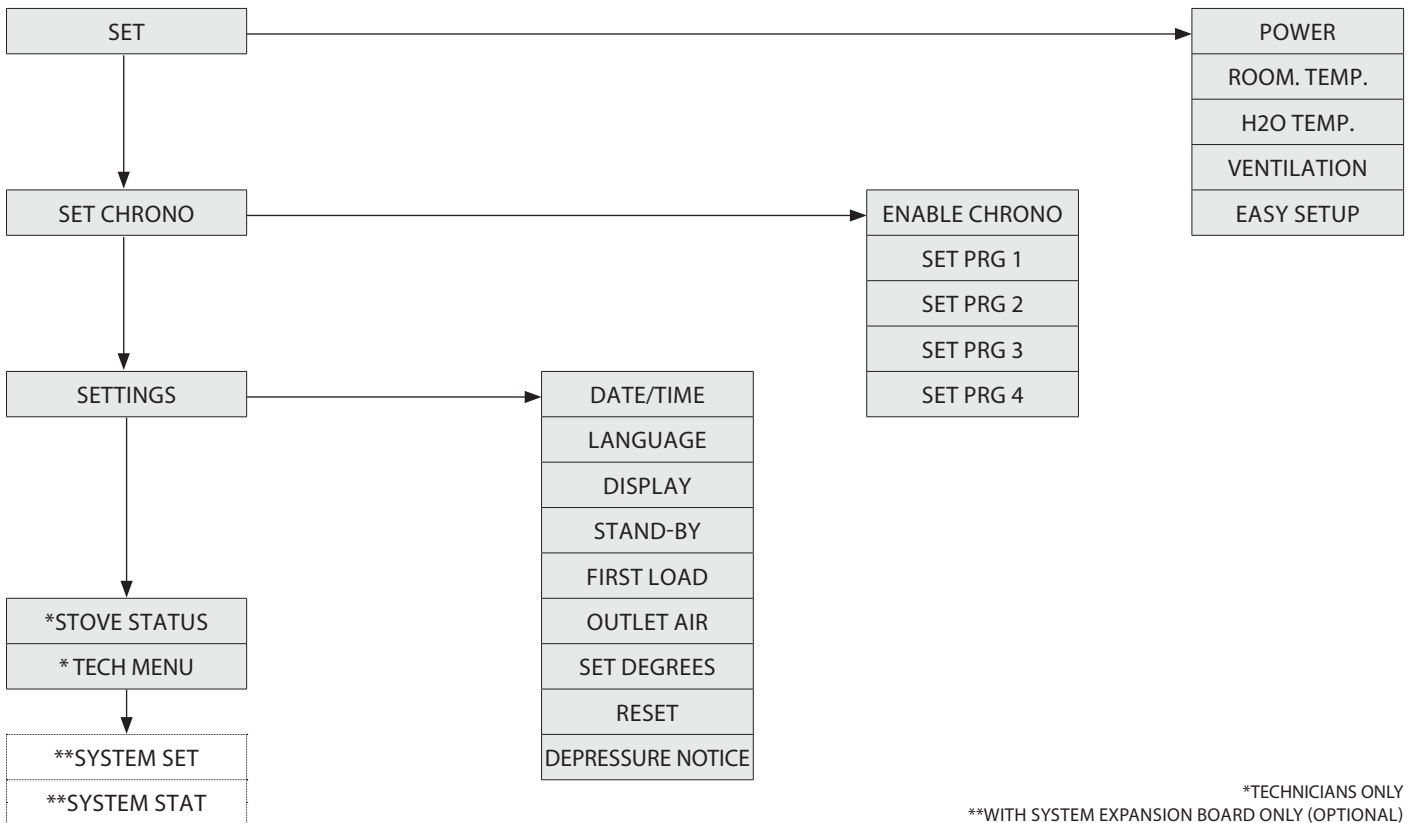 SET
POWER
ROOM. TEMP.
H2O TEMP.
VENTILATION
EASY SETUP
SET CHRONO
ENABLE CHRONO
SET PRG 1
SET PRG 2
SET PRG 3
SET PRG 4
SETTINGS
DATE/TIME
LANGUAGE
DISPLAY
STAND-BY
FIRST LOAD
OUTLET AIR
SET DEGREES
RESET
DEPRESSURE NOTICE
*STOVE STATUS
* TECH MENU
**SYSTEM SET
**SYSTEM STAT
*TECHNICIANS ONLY
**WITH SYSTEM EXPANSION BOARD ONLY (OPTIONAL)